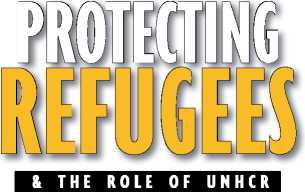 PROTECTING
REFUGEES
& THE ROLE OF UNHCR